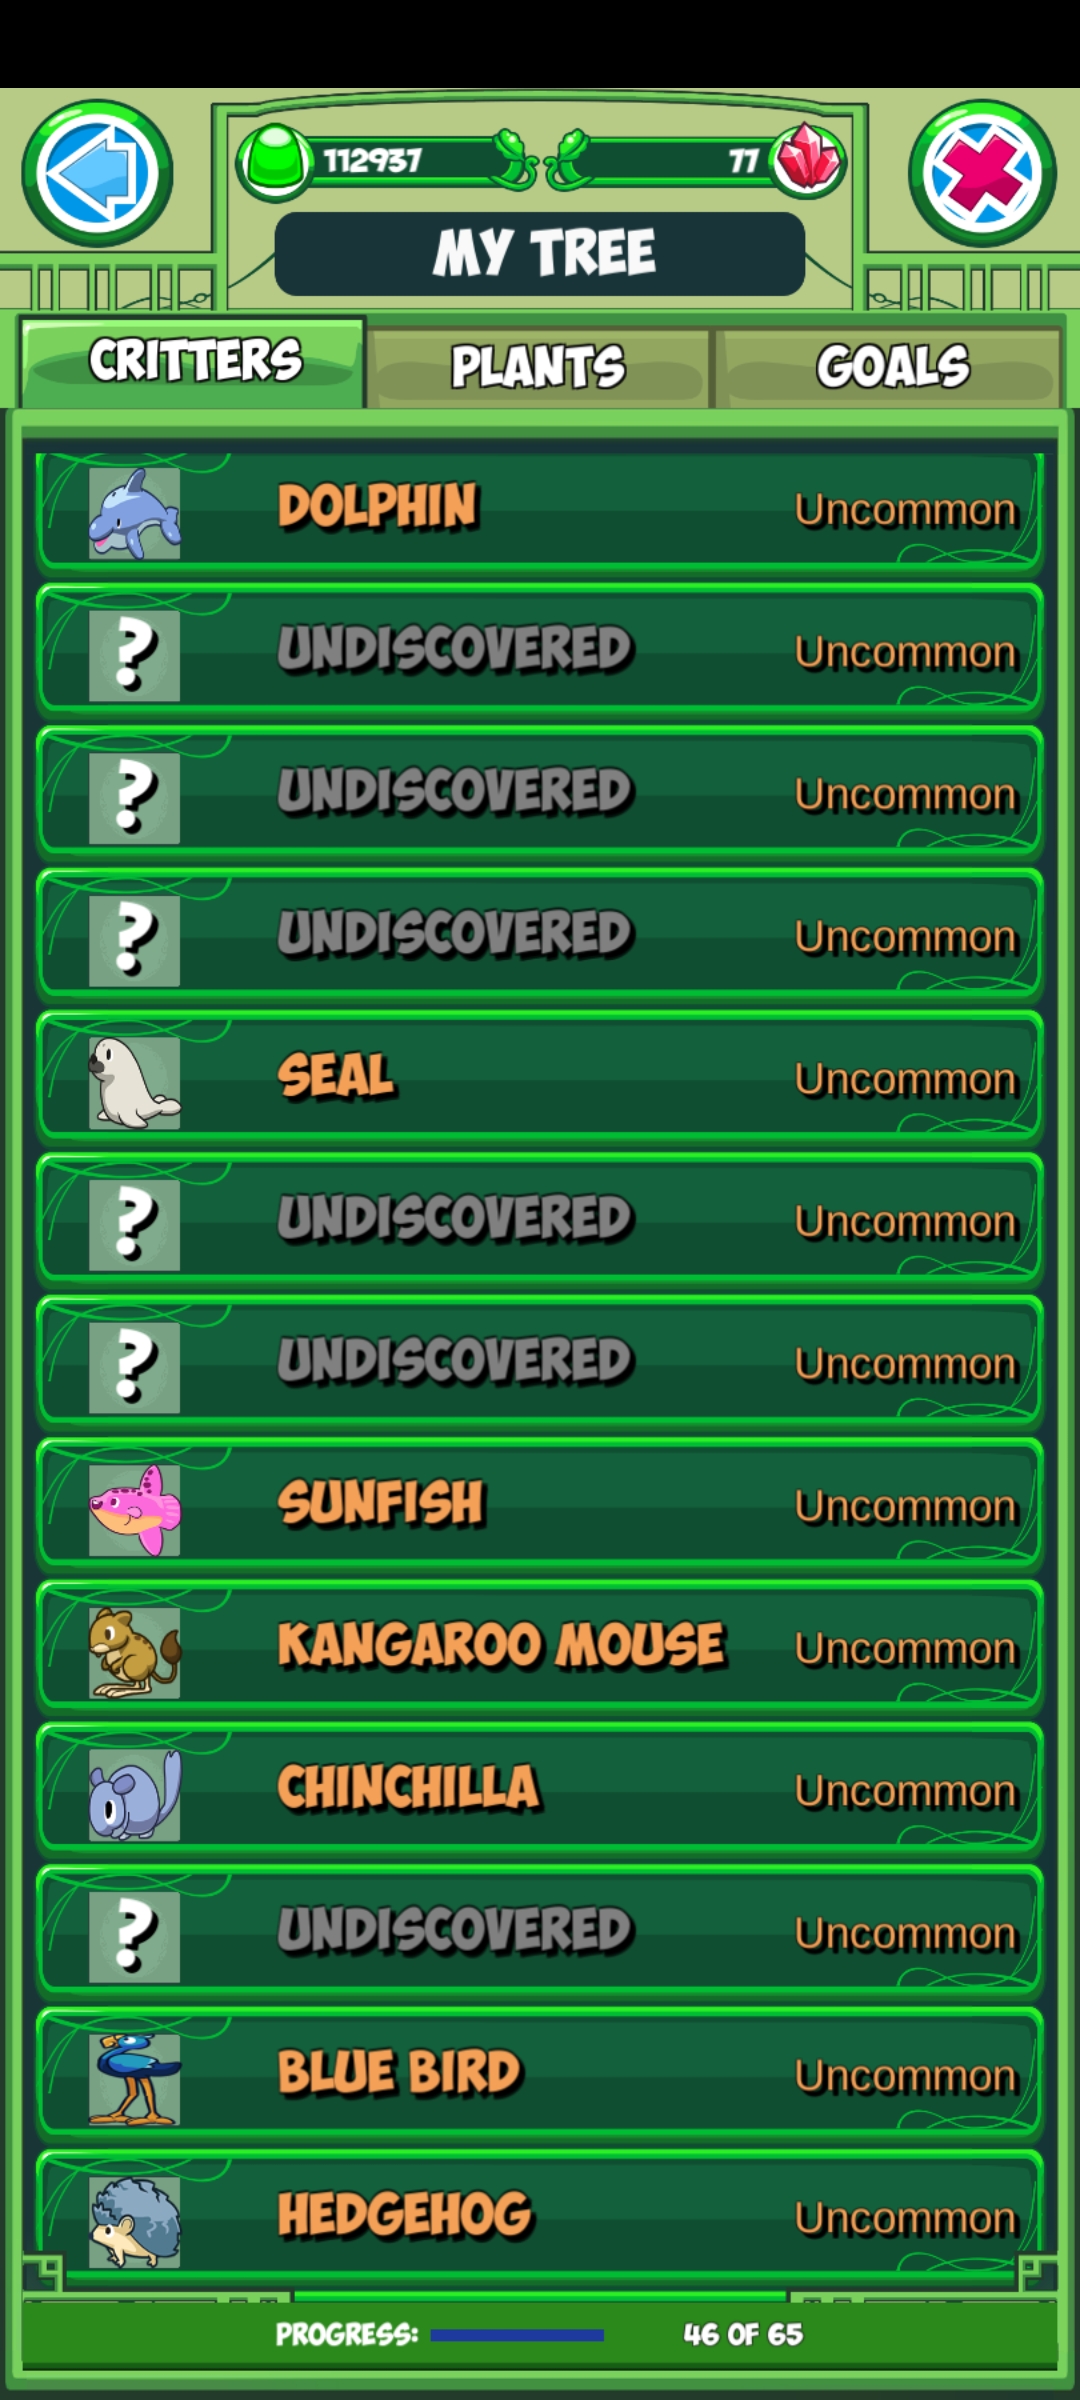 112937
77
MY TREE
CRITTERS
PLANTS
GOALS
DOLPHIN Uncommon
? UNDISCOVERED Uncommon
? UNDISCOVERED Uncommon
? UNDISCOVERED Uncommon
SEAL Uncommon
? UNDISCOVERED Uncommon
? UNDISCOVERED Uncommon
SUNFISH Uncommon
KANGAROO MOUSE Uncommon
CHINCHILLA Uncommon
? UNDISCOVERED Uncommon
BLUE BIRD Uncommon
HEDGEHOG Uncommon
PROGRESS: 46 OF 65